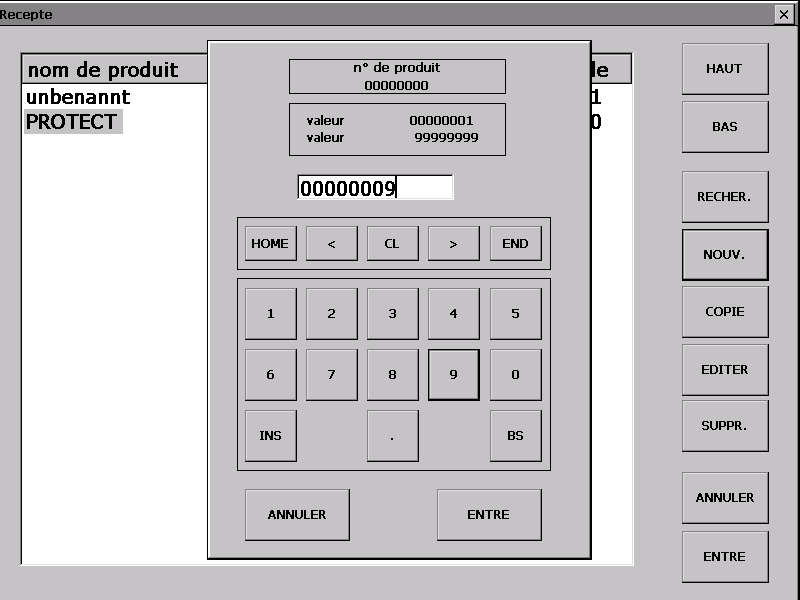 Recepte
nom de produit
le
unbenannt
1
PROTECT
0
n° de produit
00000000
valeur 00000001
valeur 99999999
00000009
HOME < CL > END
1 2 3 4 5
6 7 8 9 0
INS . BS
ANNULER ENTRE
HAUT
BAS
RECHER.
NOUV.
COPIE
EDITER
SUPPR.
ANNULER
ENTRE